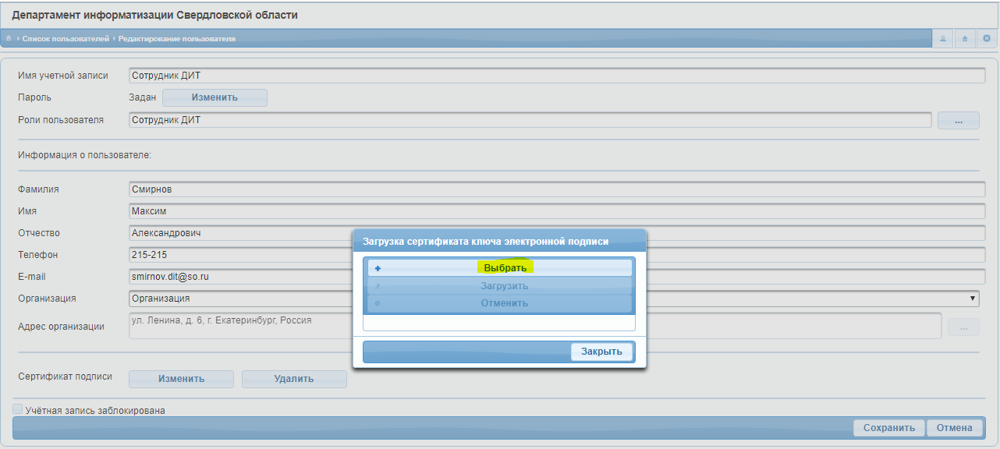 Департамент информатизации Свердловской области
Список пользователей Редактирование пользователя
Имя учетной записи Сотрудник ДИТ
Пароль Задан Изменить
Роли пользователя Сотрудник ДИТ ...
Информация о пользователе:
Фамилия Смирнов
Имя Максим
Отчество Александрович
Телефон 215-215
E-mail smirnov.dit@so.ru
Организация Организация
Адрес организации ул. Ленина, д. 6, г. Екатеринбург, Россия ...
Загрузка сертификата ключа электронной подписи
Выбрать
Загрузить
Отменить
Закрыть
Сертификат подписи Изменить Удалить
Учётная запись заблокирована
Сохранить Отмена